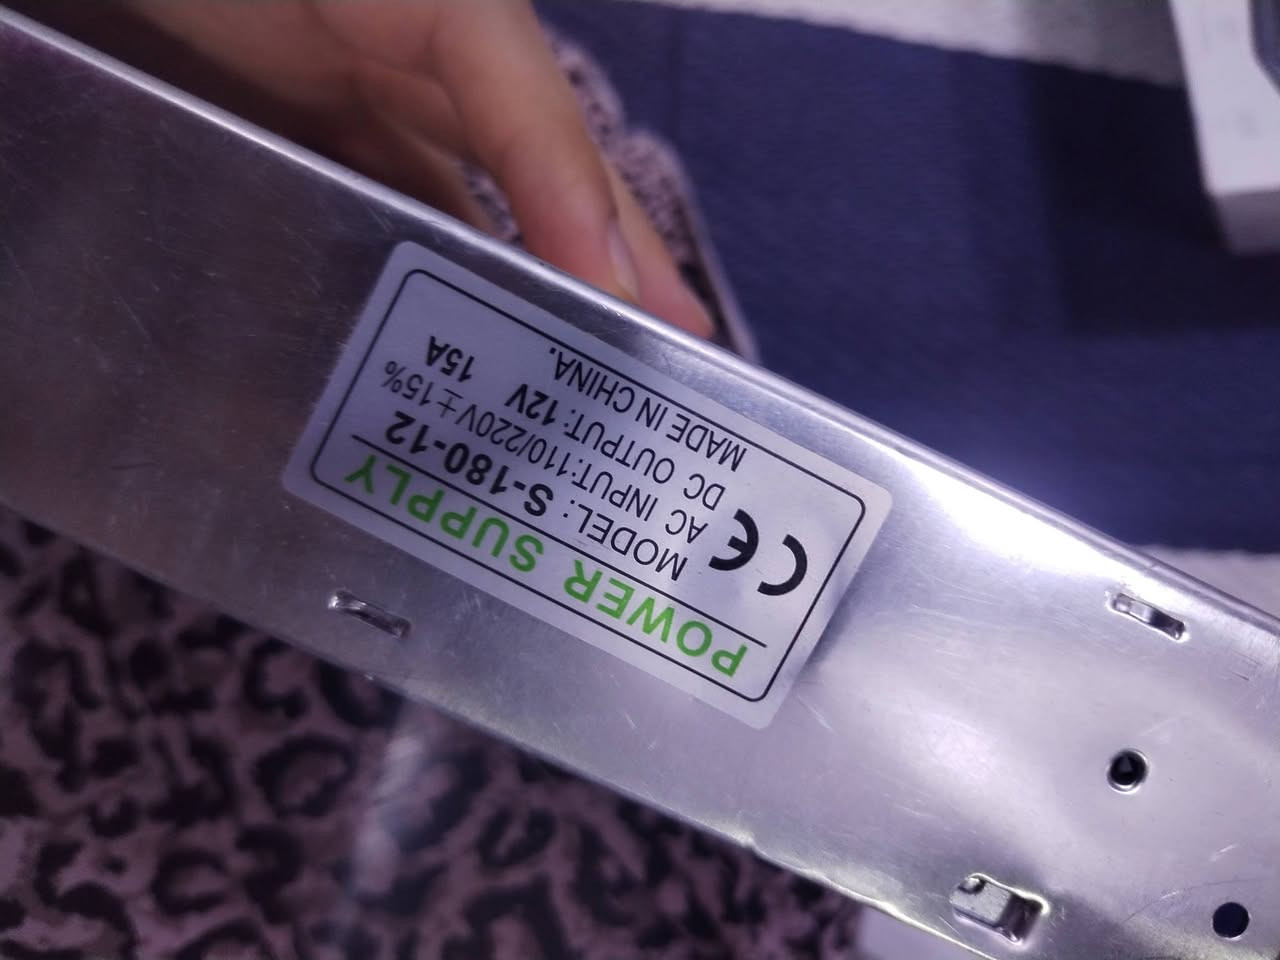 POWER SUPPLY
MODEL: S-180-12
AC INPUT:110/220V±15%
DC OUTPUT: 12V 15A
MADE IN CHINA.
CE